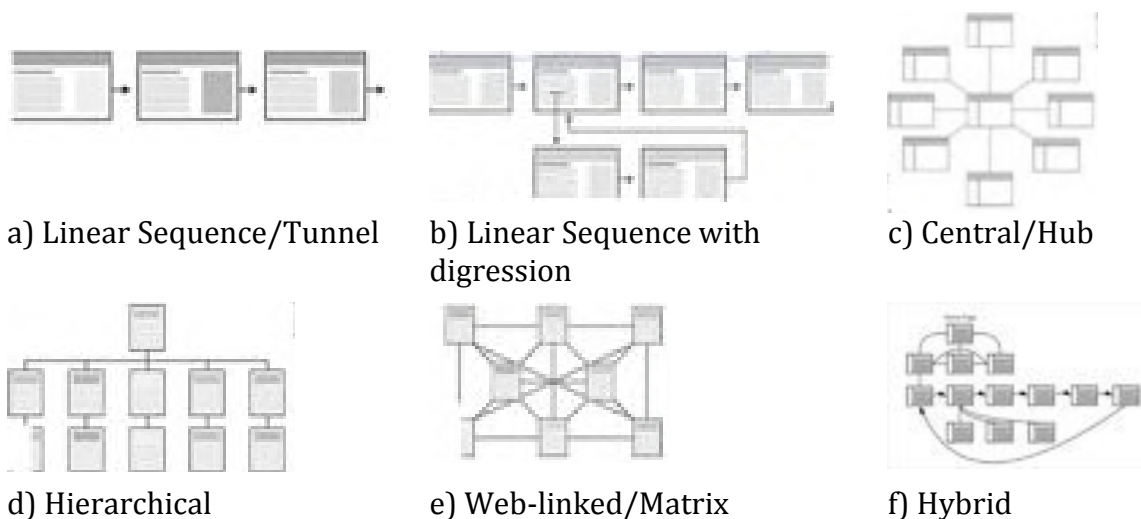 a) Linear Sequence/Tunnel
b) Linear Sequence with
digression
c) Central/Hub
d) Hierarchical
e) Web-linked/Matrix
f) Hybrid